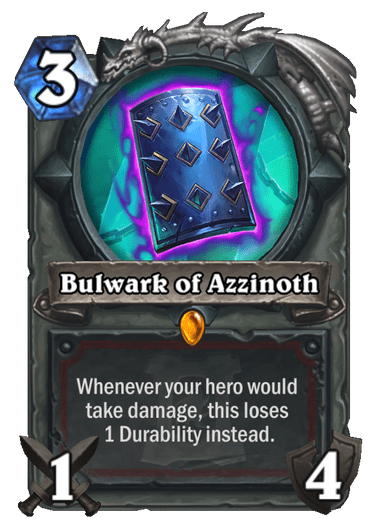 3
Bulwark of Azzinoth
Whenever your hero would
take damage, this loses
1 Durability instead.
1
4